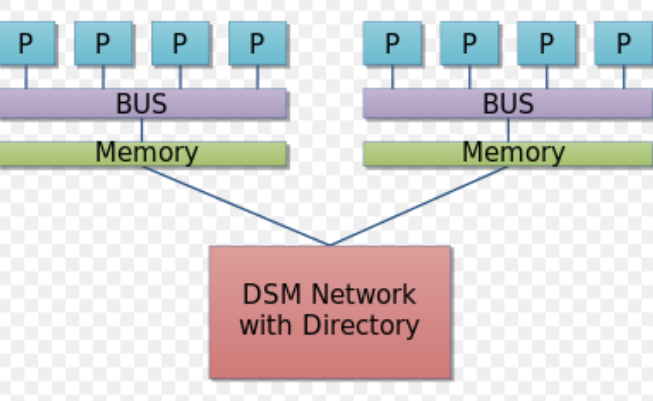 P P P P P P P P
BUS BUS
Memory Memory
DSM Network
with Directory